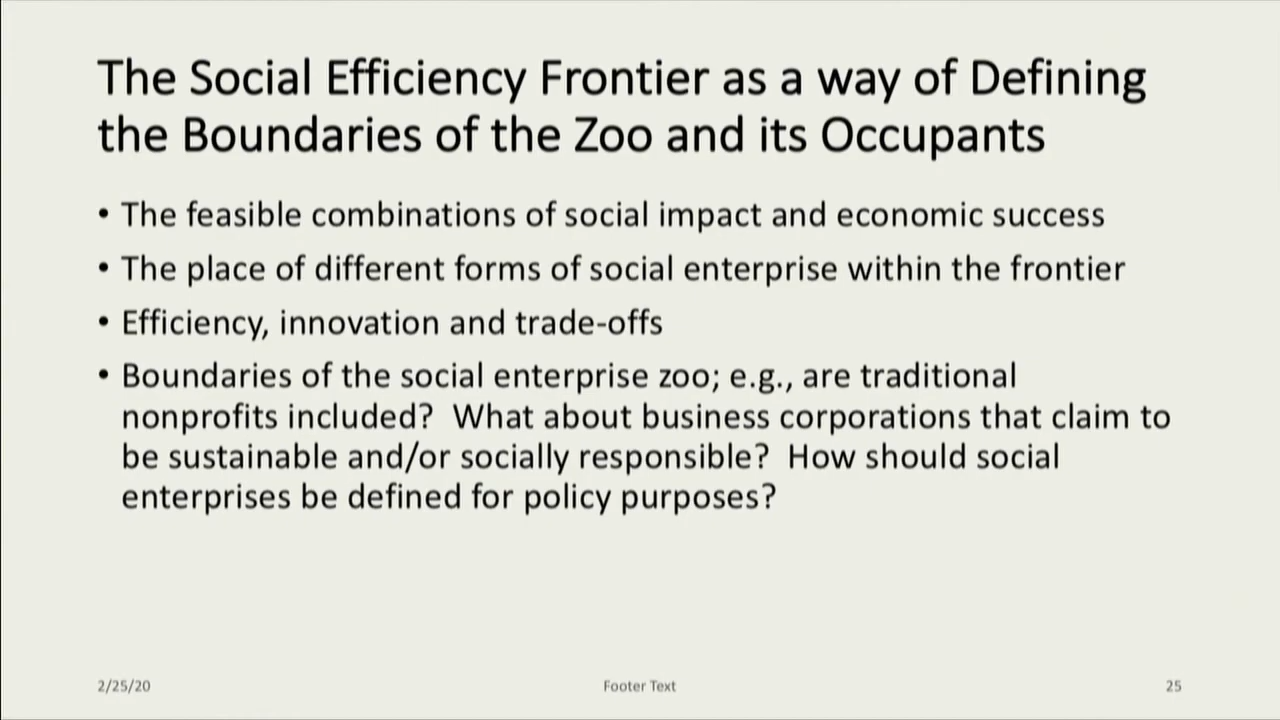 The Social Efficiency Frontier as a way of Defining
the Boundaries of the Zoo and its Occupants
• The feasible combinations of social impact and economic success
• The place of different forms of social enterprise within the frontier
• Efficiency, innovation and trade-offs
• Boundaries of the social enterprise zoo; e.g., are traditional
nonprofits included?  What about business corporations that claim to
be sustainable and/or socially responsible?  How should social
enterprises be defined for policy purposes?
2/25/20
Footer Text
25